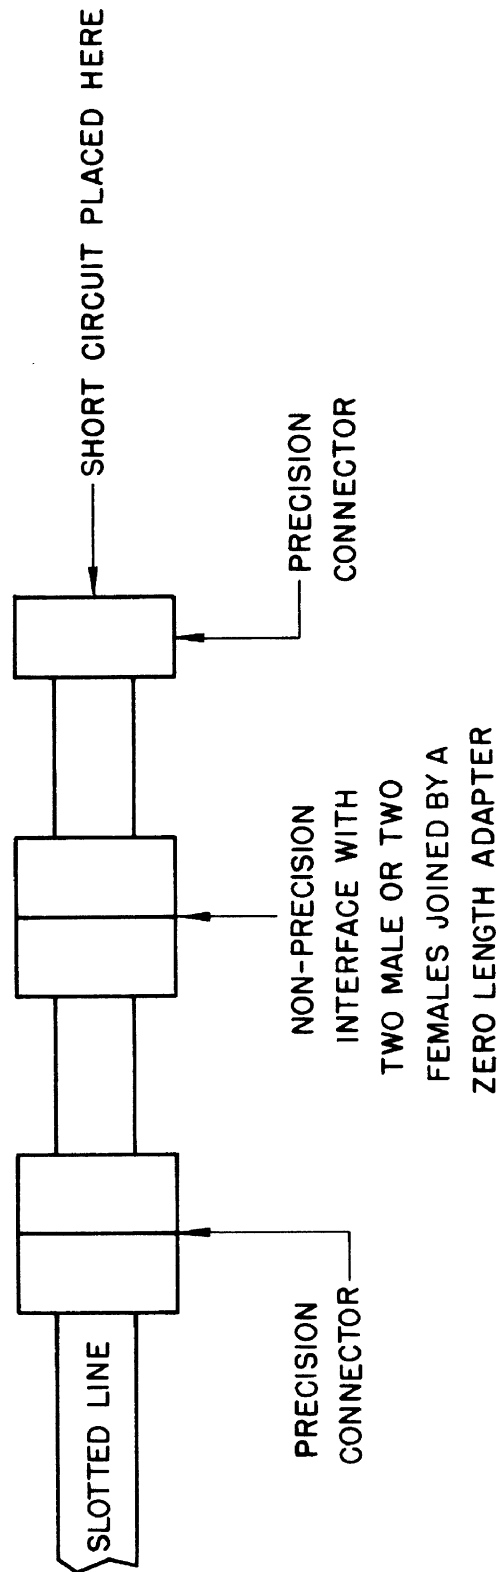 SLOTTED LINE
PRECISION
CONNECTOR
NON-PRECISION
INTERFACE WITH
TWO MALE OR TWO
FEMALES JOINED BY A
ZERO LENGTH ADAPTER
PRECISION
CONNECTOR
SHORT CIRCUIT PLACED HERE